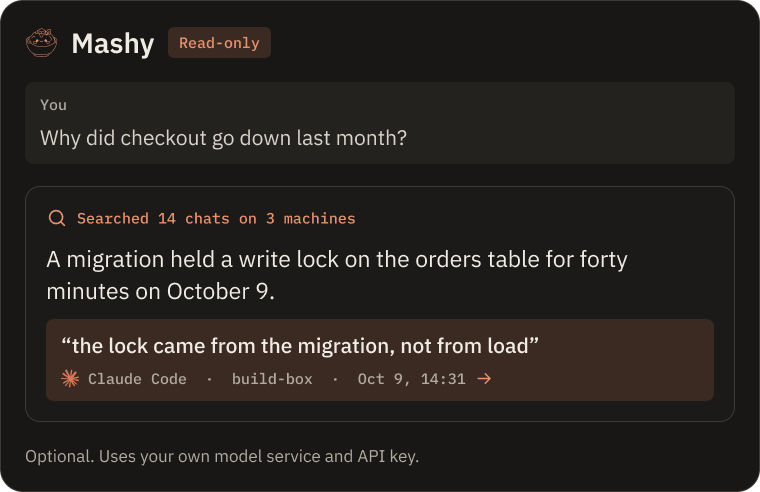 Mashy
Read-only
You
Why did checkout go down last month?
Searched 14 chats on 3 machines
A migration held a write lock on the orders table for forty
minutes on October 9.
“the lock came from the migration, not from load”
Claude Code · build-box · Oct 9, 14:31 →
Optional. Uses your own model service and API key.